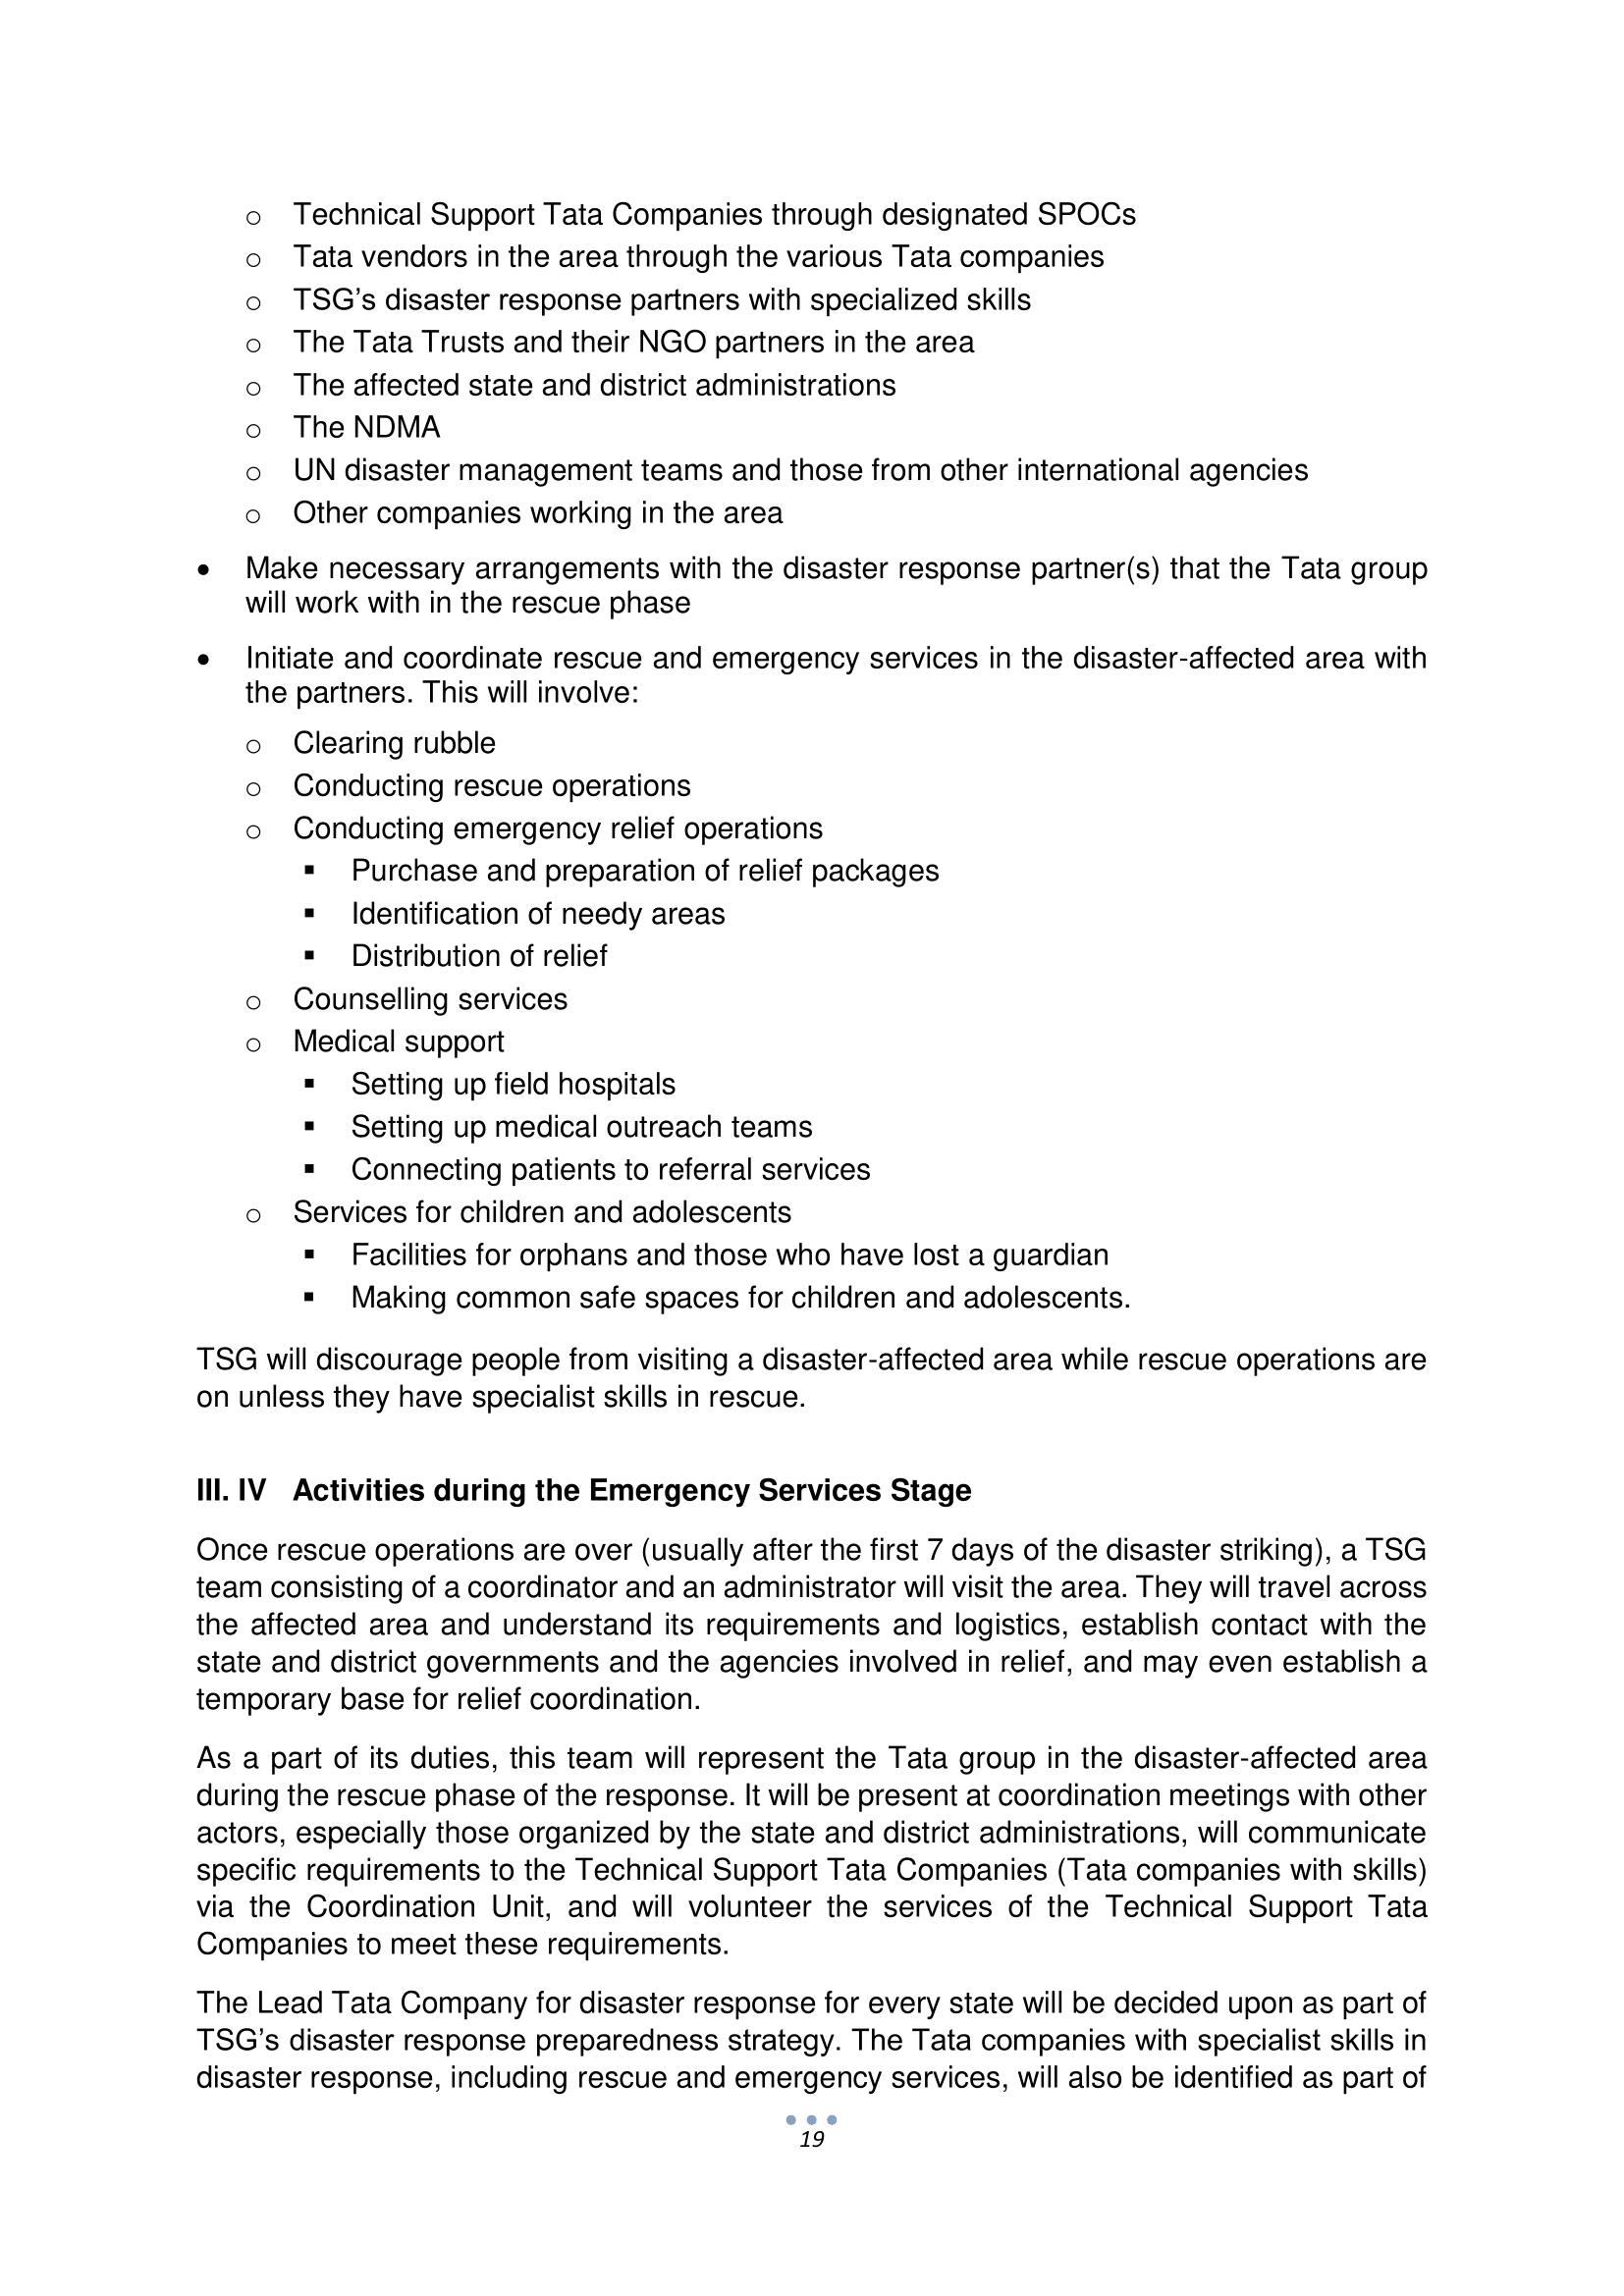 o Technical Support Tata Companies through designated SPOCs
o Tata vendors in the area through the various Tata companies
o TSG’s disaster response partners with specialized skills
o The Tata Trusts and their NGO partners in the area
o The affected state and district administrations
o The NDMA
o UN disaster management teams and those from other international agencies
o Other companies working in the area
• Make necessary arrangements with the disaster response partner(s) that the Tata group
will work with in the rescue phase
• Initiate and coordinate rescue and emergency services in the disaster-affected area with
the partners. This will involve:
o Clearing rubble
o Conducting rescue operations
o Conducting emergency relief operations
▪ Purchase and preparation of relief packages
▪ Identification of needy areas
▪ Distribution of relief
o Counselling services
o Medical support
▪ Setting up field hospitals
▪ Setting up medical outreach teams
▪ Connecting patients to referral services
o Services for children and adolescents
▪ Facilities for orphans and those who have lost a guardian
▪ Making common safe spaces for children and adolescents.
TSG will discourage people from visiting a disaster-affected area while rescue operations are
on unless they have specialist skills in rescue.
III. IV Activities during the Emergency Services Stage
Once rescue operations are over (usually after the first 7 days of the disaster striking), a TSG
team consisting of a coordinator and an administrator will visit the area. They will travel across
the affected area and understand its requirements and logistics, establish contact with the
state and district governments and the agencies involved in relief, and may even establish a
temporary base for relief coordination.
As a part of its duties, this team will represent the Tata group in the disaster-affected area
during the rescue phase of the response. It will be present at coordination meetings with other
actors, especially those organized by the state and district administrations, will communicate
specific requirements to the Technical Support Tata Companies (Tata companies with skills)
via the Coordination Unit, and will volunteer the services of the Technical Support Tata
Companies to meet these requirements.
The Lead Tata Company for disaster response for every state will be decided upon as part of
TSG’s disaster response preparedness strategy. The Tata companies with specialist skills in
disaster response, including rescue and emergency services, will also be identified as part of
19